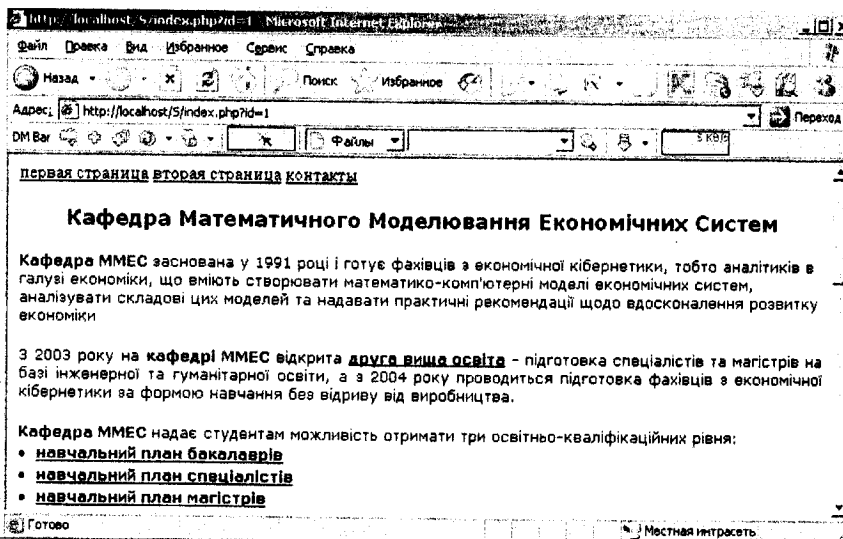 http://localhost/5/index.php?id=1 - Microsoft Internet Explorer
Файл Правка Вид Избранное Сервис Справка
Назад Поиск Избранное
Адрес: http://localhost/5/index.php?id=1 Переход
DM Bar Файлы 5 KB/s
первая страница вторая страница контакты
Кафедра Математичного Моделювання Економічних Систем
Кафедра ММЕС заснована у 1991 році і готує фахівців з економічної кібернетики, тобто аналітиків в
галузі економіки, що вміють створювати математико-комп'ютерні моделі економічних систем,
аналізувати складові цих моделей та надавати практичні рекомендації щодо вдосконалення розвитку
економіки
З 2003 року на кафедрі ММЕС відкрита друга вища освіта - підготовка спеціалістів та магістрів на
базі інженерної та гуманітарної освіти, а з 2004 року проводиться підготовка фахівців з економічної
кібернетики за формою навчання без відриву від виробництва.
Кафедра ММЕС надає студентам можливість отримати три освітньо-кваліфікаційних рівня:
• навчальний план бакалаврів
• навчальний план спеціалістів
• навчальний план магістрів
Готово Местная интрасеть